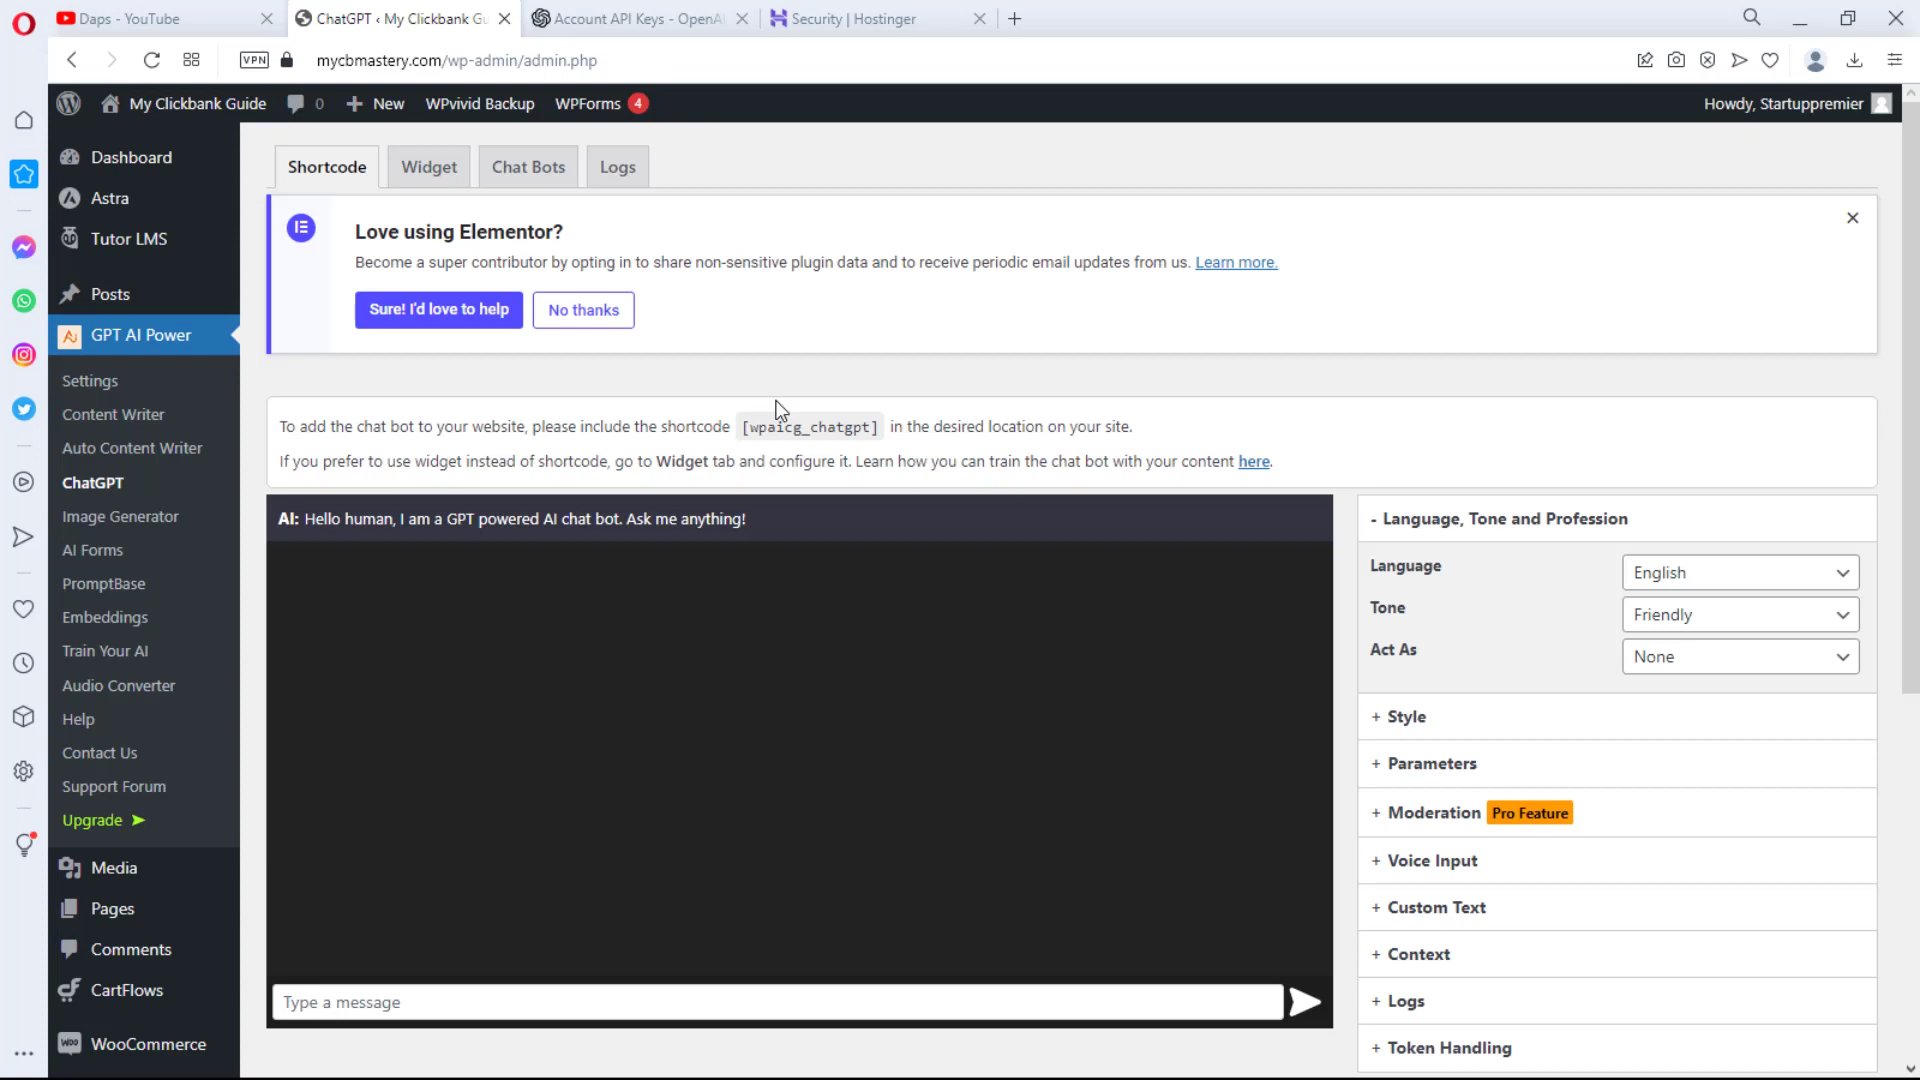 Daps - YouTube
ChatGPT ‹ My Clickbank Gu
Account API Keys - OpenA
Security | Hostinger
VPN
mycbmastery.com/wp-admin/admin.php
My Clickbank Guide
0
New
WPvivid Backup
WPForms 4
Howdy, Startuppremier
Dashboard
Astra
Tutor LMS
Posts
GPT AI Power
Settings
Content Writer
Auto Content Writer
ChatGPT
Image Generator
AI Forms
PromptBase
Embeddings
Train Your AI
Audio Converter
Help
Contact Us
Support Forum
Upgrade ➤
Media
Pages
Comments
CartFlows
WooCommerce
Shortcode
Widget
Chat Bots
Logs
Love using Elementor?
Become a super contributor by opting in to share non-sensitive plugin data and to receive periodic email updates from us. Learn more.
Sure! I'd love to help
No thanks
To add the chat bot to your website, please include the shortcode [wpaicg_chatgpt] in the desired location on your site.
If you prefer to use widget instead of shortcode, go to Widget tab and configure it. Learn how you can train the chat bot with your content here.
AI: Hello human, I am a GPT powered AI chat bot. Ask me anything!
Type a message
- Language, Tone and Profession
Language
English
Tone
Friendly
Act As
None
+ Style
+ Parameters
+ Moderation Pro Feature
+ Voice Input
+ Custom Text
+ Context
+ Logs
+ Token Handling